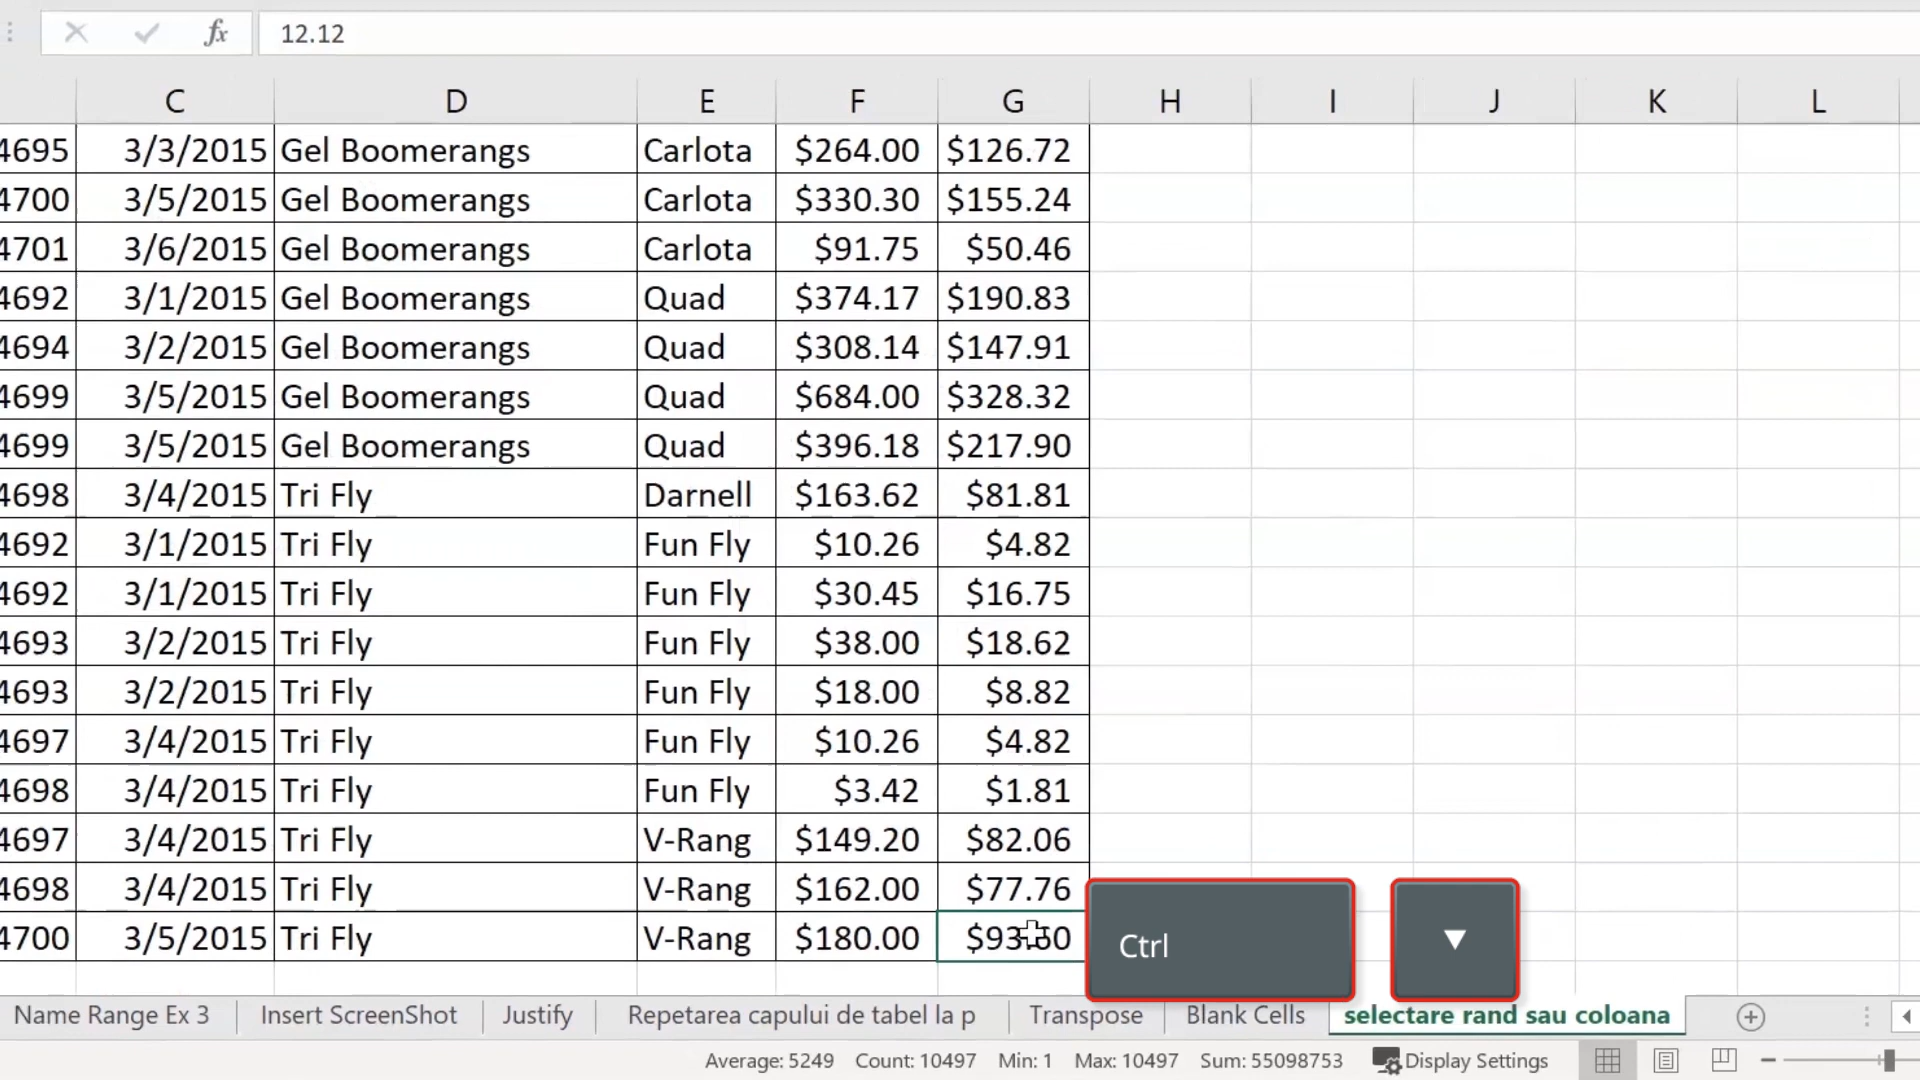 fx 12.12
C D E F G H I J K L
4695 3/3/2015 Gel Boomerangs Carlota $264.00 $126.72
4700 3/5/2015 Gel Boomerangs Carlota $330.30 $155.24
4701 3/6/2015 Gel Boomerangs Carlota $91.75 $50.46
4692 3/1/2015 Gel Boomerangs Quad $374.17 $190.83
4694 3/2/2015 Gel Boomerangs Quad $308.14 $147.91
4699 3/5/2015 Gel Boomerangs Quad $684.00 $328.32
4699 3/5/2015 Gel Boomerangs Quad $396.18 $217.90
4698 3/4/2015 Tri Fly Darnell $163.62 $81.81
4692 3/1/2015 Tri Fly Fun Fly $10.26 $4.82
4692 3/1/2015 Tri Fly Fun Fly $30.45 $16.75
4693 3/2/2015 Tri Fly Fun Fly $38.00 $18.62
4693 3/2/2015 Tri Fly Fun Fly $18.00 $8.82
4697 3/4/2015 Tri Fly Fun Fly $10.26 $4.82
4698 3/4/2015 Tri Fly Fun Fly $3.42 $1.81
4697 3/4/2015 Tri Fly V-Rang $149.20 $82.06
4698 3/4/2015 Tri Fly V-Rang $162.00 $77.76
4700 3/5/2015 Tri Fly V-Rang $180.00
Ctrl ▼
Name Range Ex 3 Insert ScreenShot Justify Repetarea capului de tabel la p Transpose Blank Cells selectare rand sau coloana
Average: 5249 Count: 10497 Min: 1 Max: 10497 Sum: 55098753 Display Settings